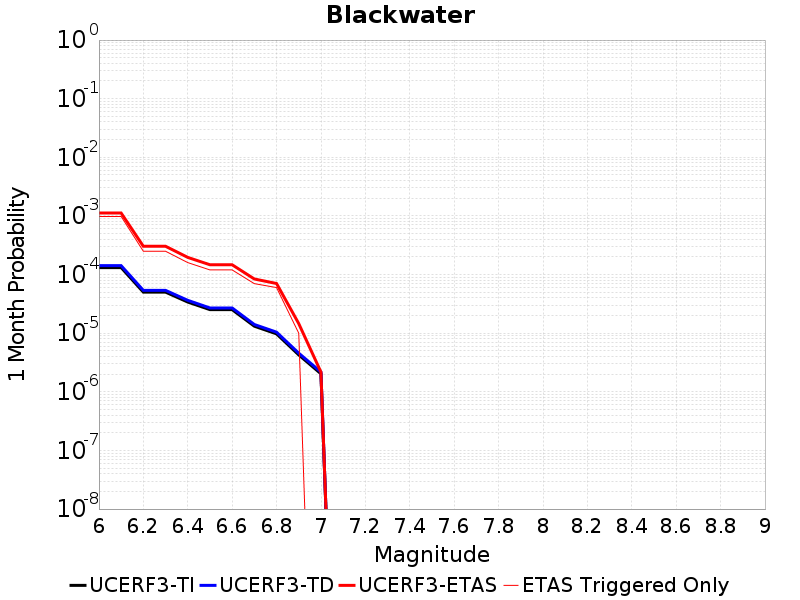 Blackwater
1 Month Probability
10^0
10^-1
10^-2
10^-3
10^-4
10^-5
10^-6
10^-7
10^-8
6 6.2 6.4 6.6 6.8 7 7.2 7.4 7.6 7.8 8 8.2 8.4 8.6 8.8 9
Magnitude
UCERF3-TI UCERF3-TD UCERF3-ETAS ETAS Triggered Only